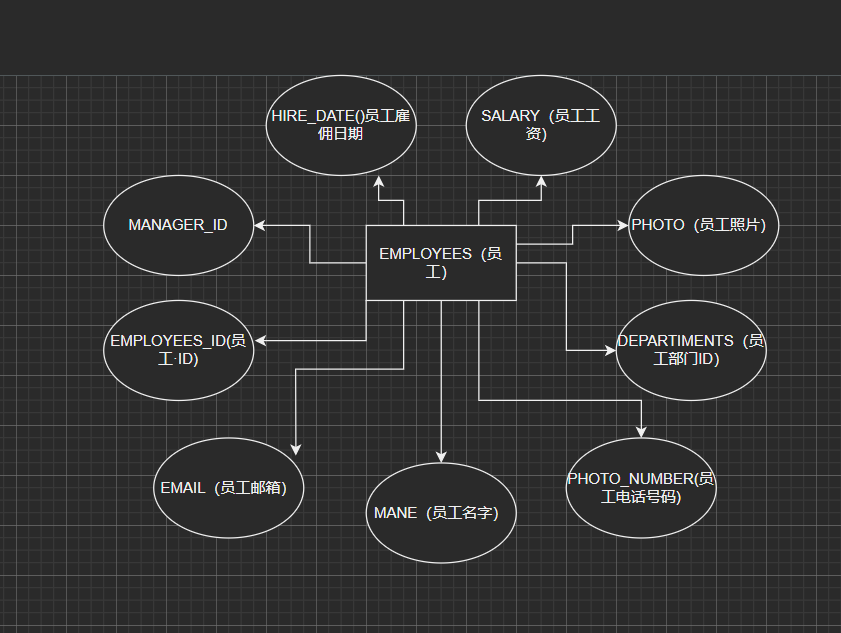 HIRE_DATE()员工雇
佣日期
SALARY（员工工
资）
MANAGER_ID
PHOTO（员工照片）
EMPLOYEES（员
工）
EMPLOYEES_ID(员
工·ID)
DEPARTIMENTS（员
工部门ID）
EMAIL（员工邮箱）
MANE（员工名字）
PHOTO_NUMBER(员
工电话号码)